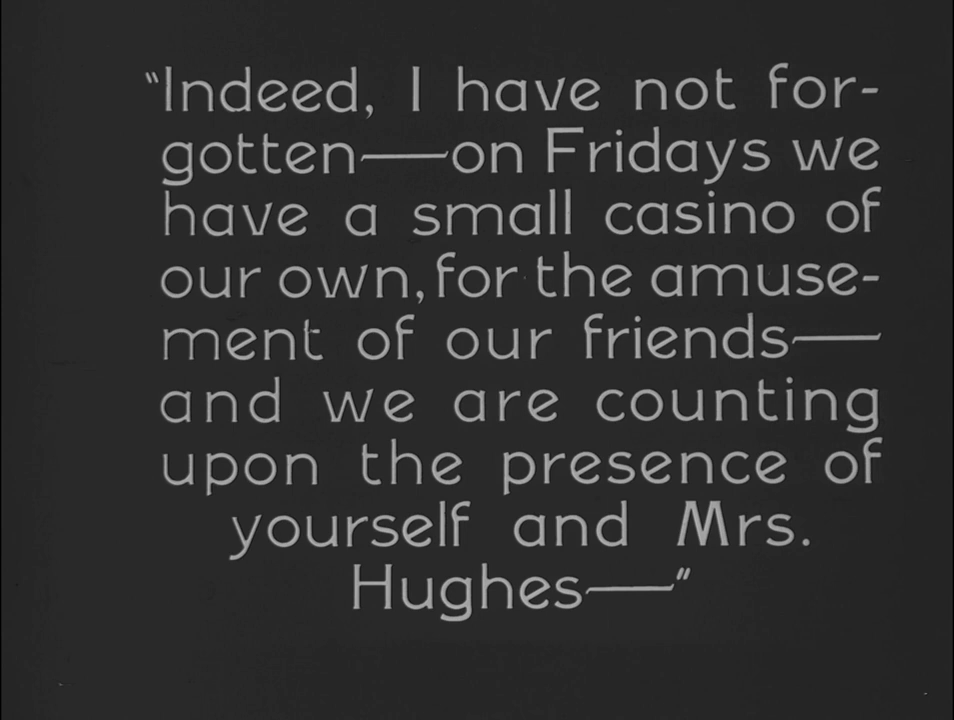 "Indeed, I have not for-
gotten—on Fridays we
have a small casino of
our own, for the amuse-
ment of our friends—
and we are counting
upon the presence of
yourself and Mrs.
Hughes—"